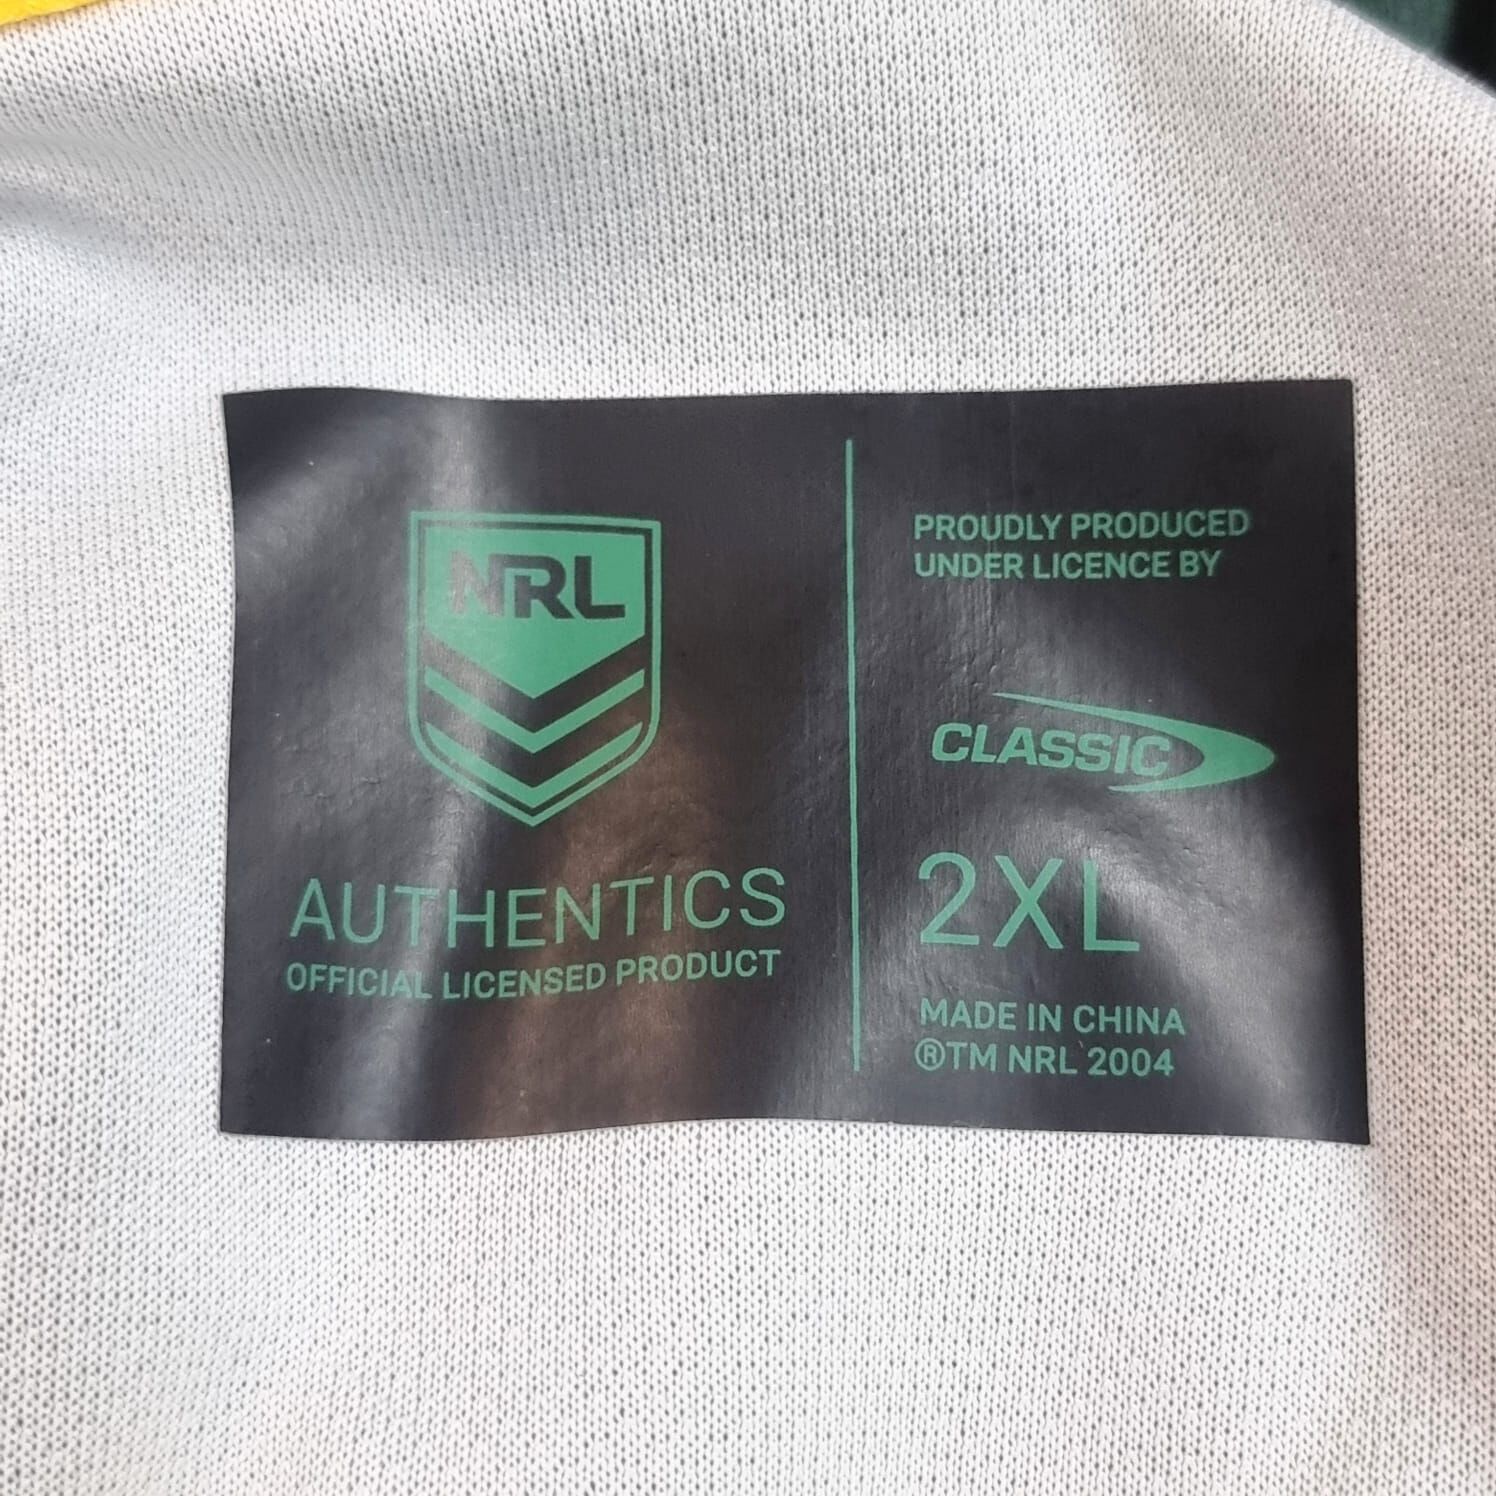 NRL
AUTHENTICS
OFFICIAL LICENSED PRODUCT
PROUDLY PRODUCED
UNDER LICENCE BY
CLASSIC
2XL
MADE IN CHINA
®TM NRL 2004